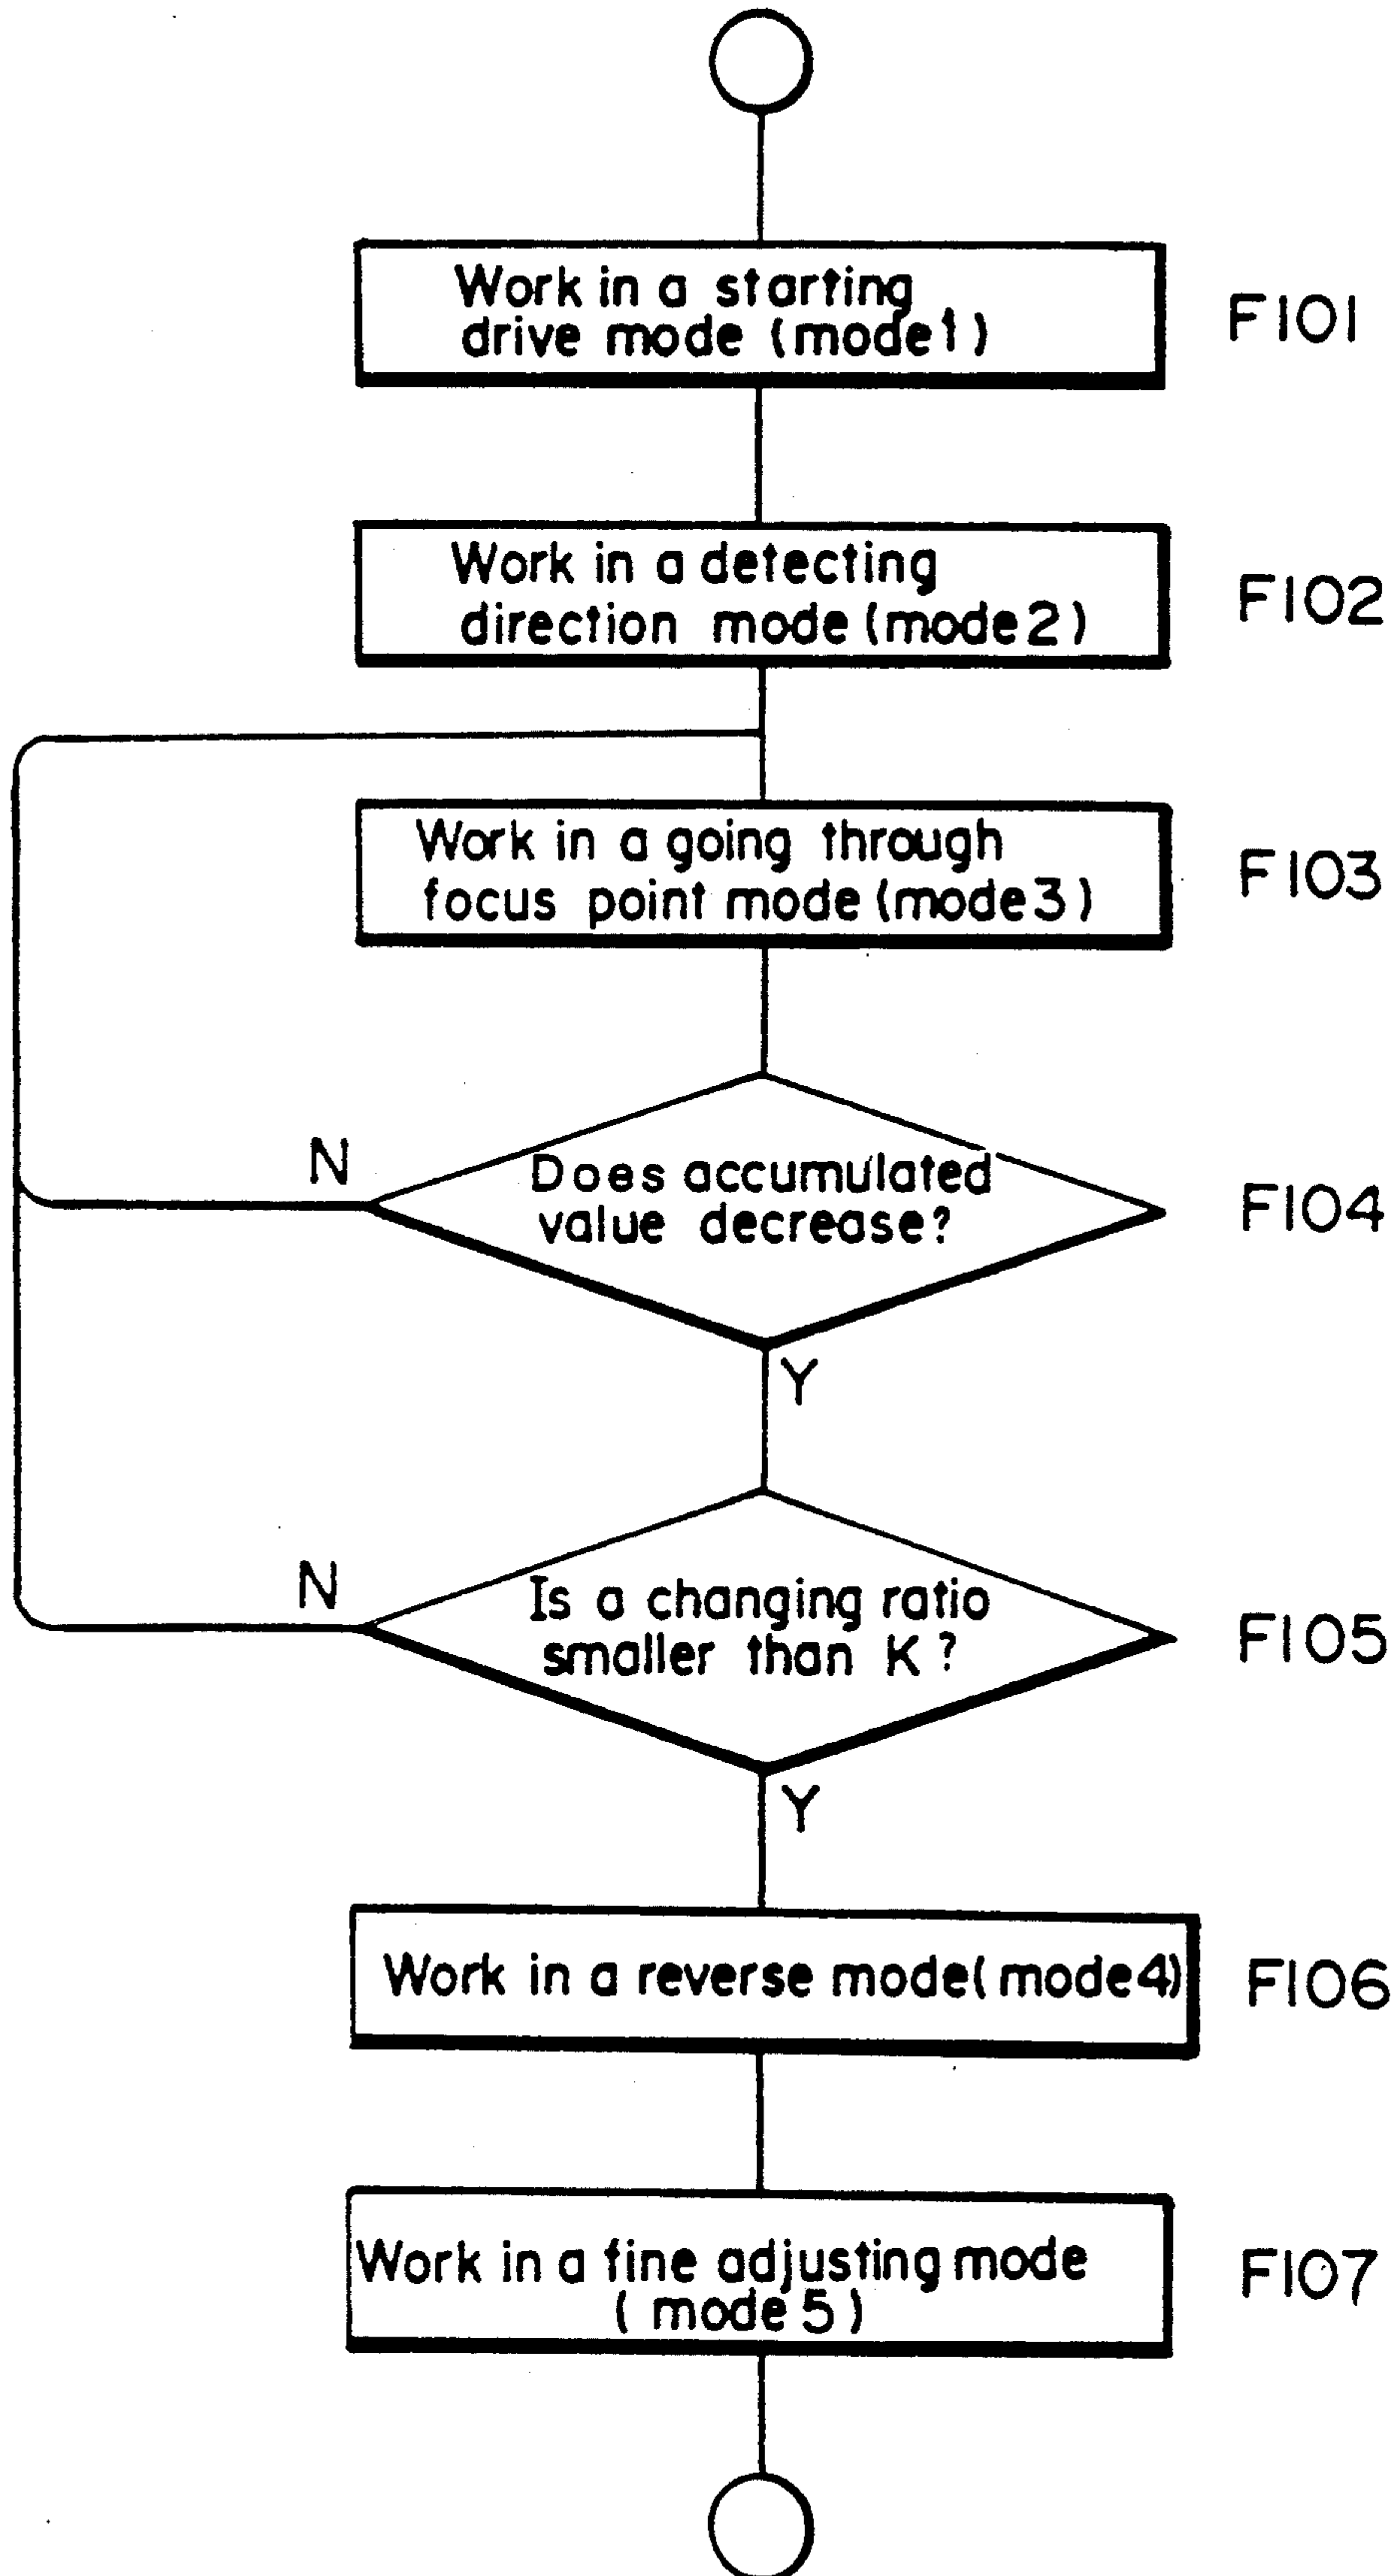 Work in a starting
drive mode (mode1)
F101
Work in a detecting
direction mode (mode2)
F102
Work in a going through
focus point mode (mode3)
F103
N
Does accumulated
value decrease?
F104
Y
N
Is a changing ratio
smaller than K?
F105
Y
Work in a reverse mode(mode4)
F106
Work in a fine adjusting mode
(mode5)
F107